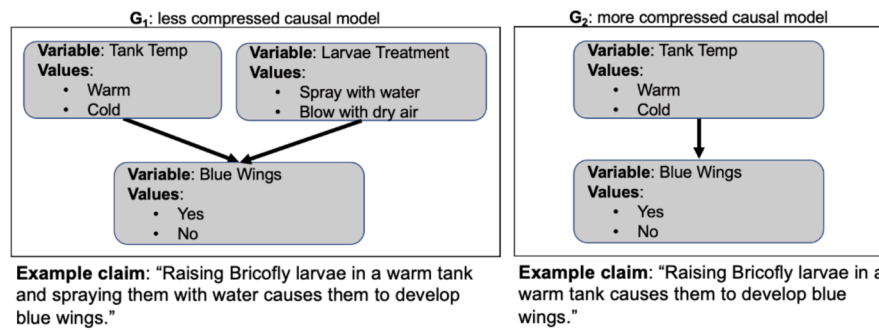 G₁: less compressed causal model
Variable: Tank Temp
Values:
• Warm
• Cold
Variable: Larvae Treatment
Values:
• Spray with water
• Blow with dry air
Variable: Blue Wings
Values:
• Yes
• No
Example claim: “Raising Bricofly larvae in a warm tank
and spraying them with water causes them to develop
blue wings.”
G₂: more compressed causal model
Variable: Tank Temp
Values:
• Warm
• Cold
Variable: Blue Wings
Values:
• Yes
• No
Example claim: “Raising Bricofly larvae in a
warm tank causes them to develop blue
wings.”